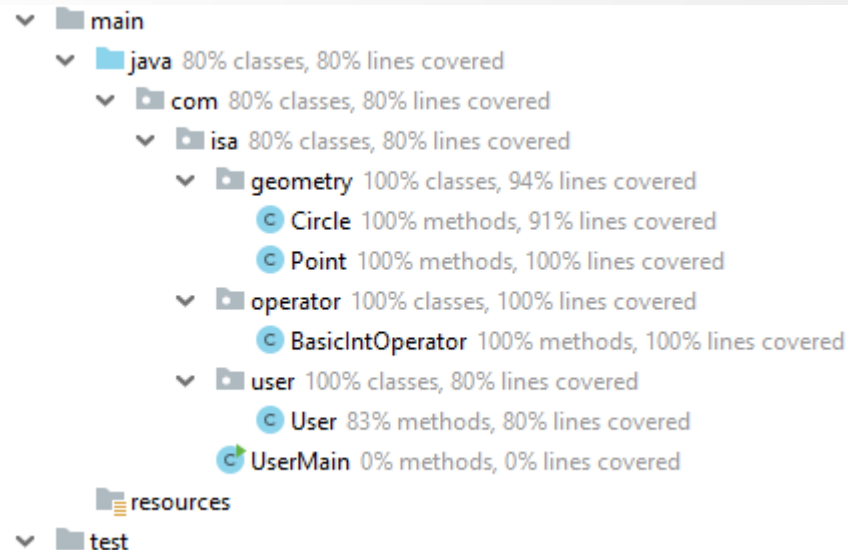 main
java 80% classes, 80% lines covered
com 80% classes, 80% lines covered
isa 80% classes, 80% lines covered
geometry 100% classes, 94% lines covered
C Circle 100% methods, 91% lines covered
C Point 100% methods, 100% lines covered
operator 100% classes, 100% lines covered
C BasicIntOperator 100% methods, 100% lines covered
user 100% classes, 80% lines covered
C User 83% methods, 80% lines covered
C UserMain 0% methods, 0% lines covered
resources
test